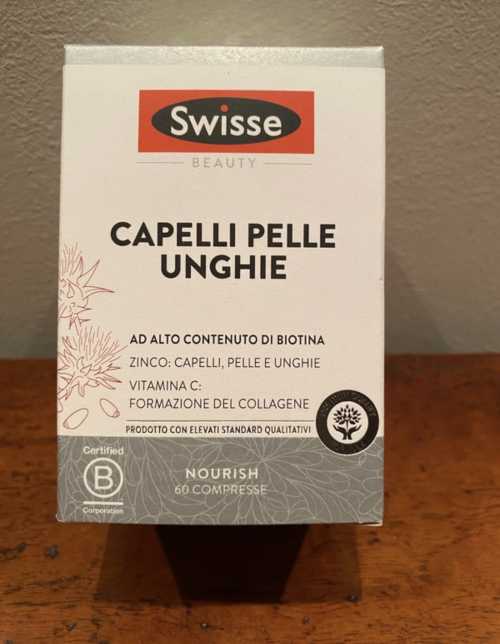 Swisse
BEAUTY
CAPELLI PELLE
UNGHIE
AD ALTO CONTENUTO DI BIOTINA
ZINCO: CAPELLI, PELLE E UNGHIE
VITAMINA C:
FORMAZIONE DEL COLLAGENE
PRODOTTO CON ELEVATI STANDARD QUALITATIVI
Certified
B
Corporation
NOURISH
60 COMPRESSE